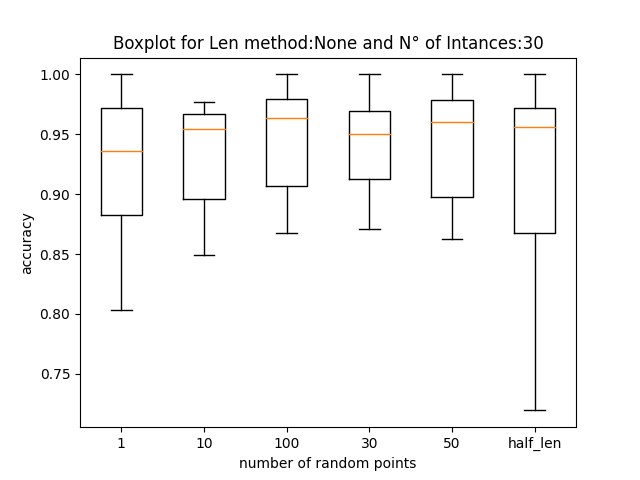 Boxplot for Len method:None and N° of Intances:30
1.00
0.95
0.90
0.85
0.80
0.75
accuracy
1 10 100 30 50 half_len
number of random points